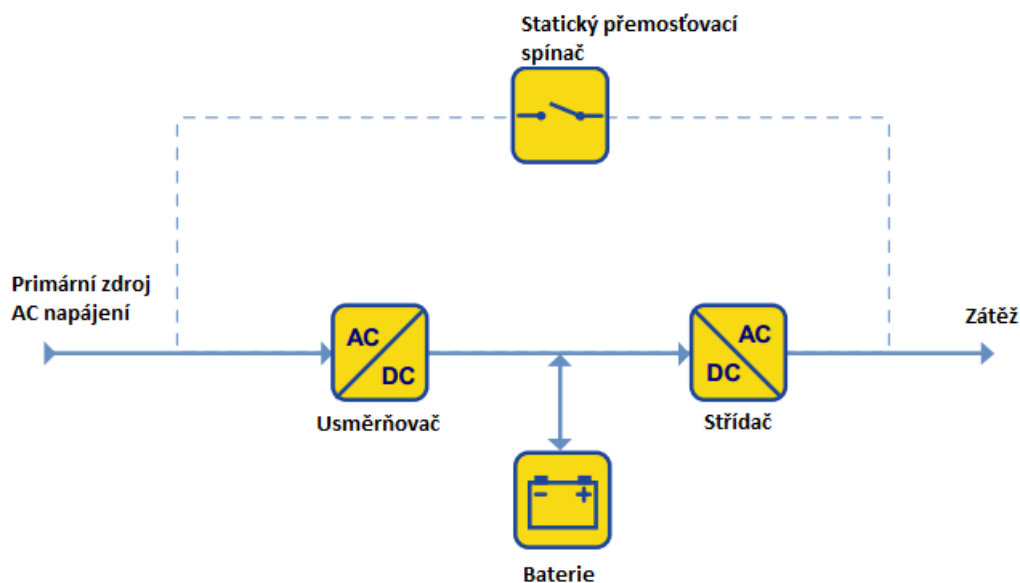 Statický přemosťovací
spínač
Primární zdroj
AC napájení
Zátěž
AC
DC
AC
DC
Usměrňovač
Střídač
- +
Baterie